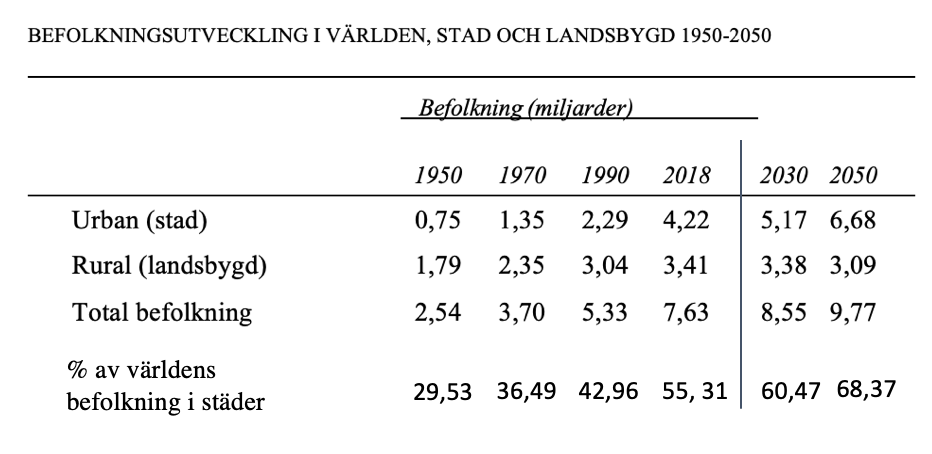 BEFOLKNINGSUTVECKLING I VÄRLDEN, STAD OCH LANDSBYGD 1950-2050
Befolkning (miljarder)
1950 1970 1990 2018 2030 2050
Urban (stad) 0,75 1,35 2,29 4,22 5,17 6,68
Rural (landsbygd) 1,79 2,35 3,04 3,41 3,38 3,09
Total befolkning 2,54 3,70 5,33 7,63 8,55 9,77
% av världens
befolkning i städer 29,53 36,49 42,96 55, 31 60,47 68,37